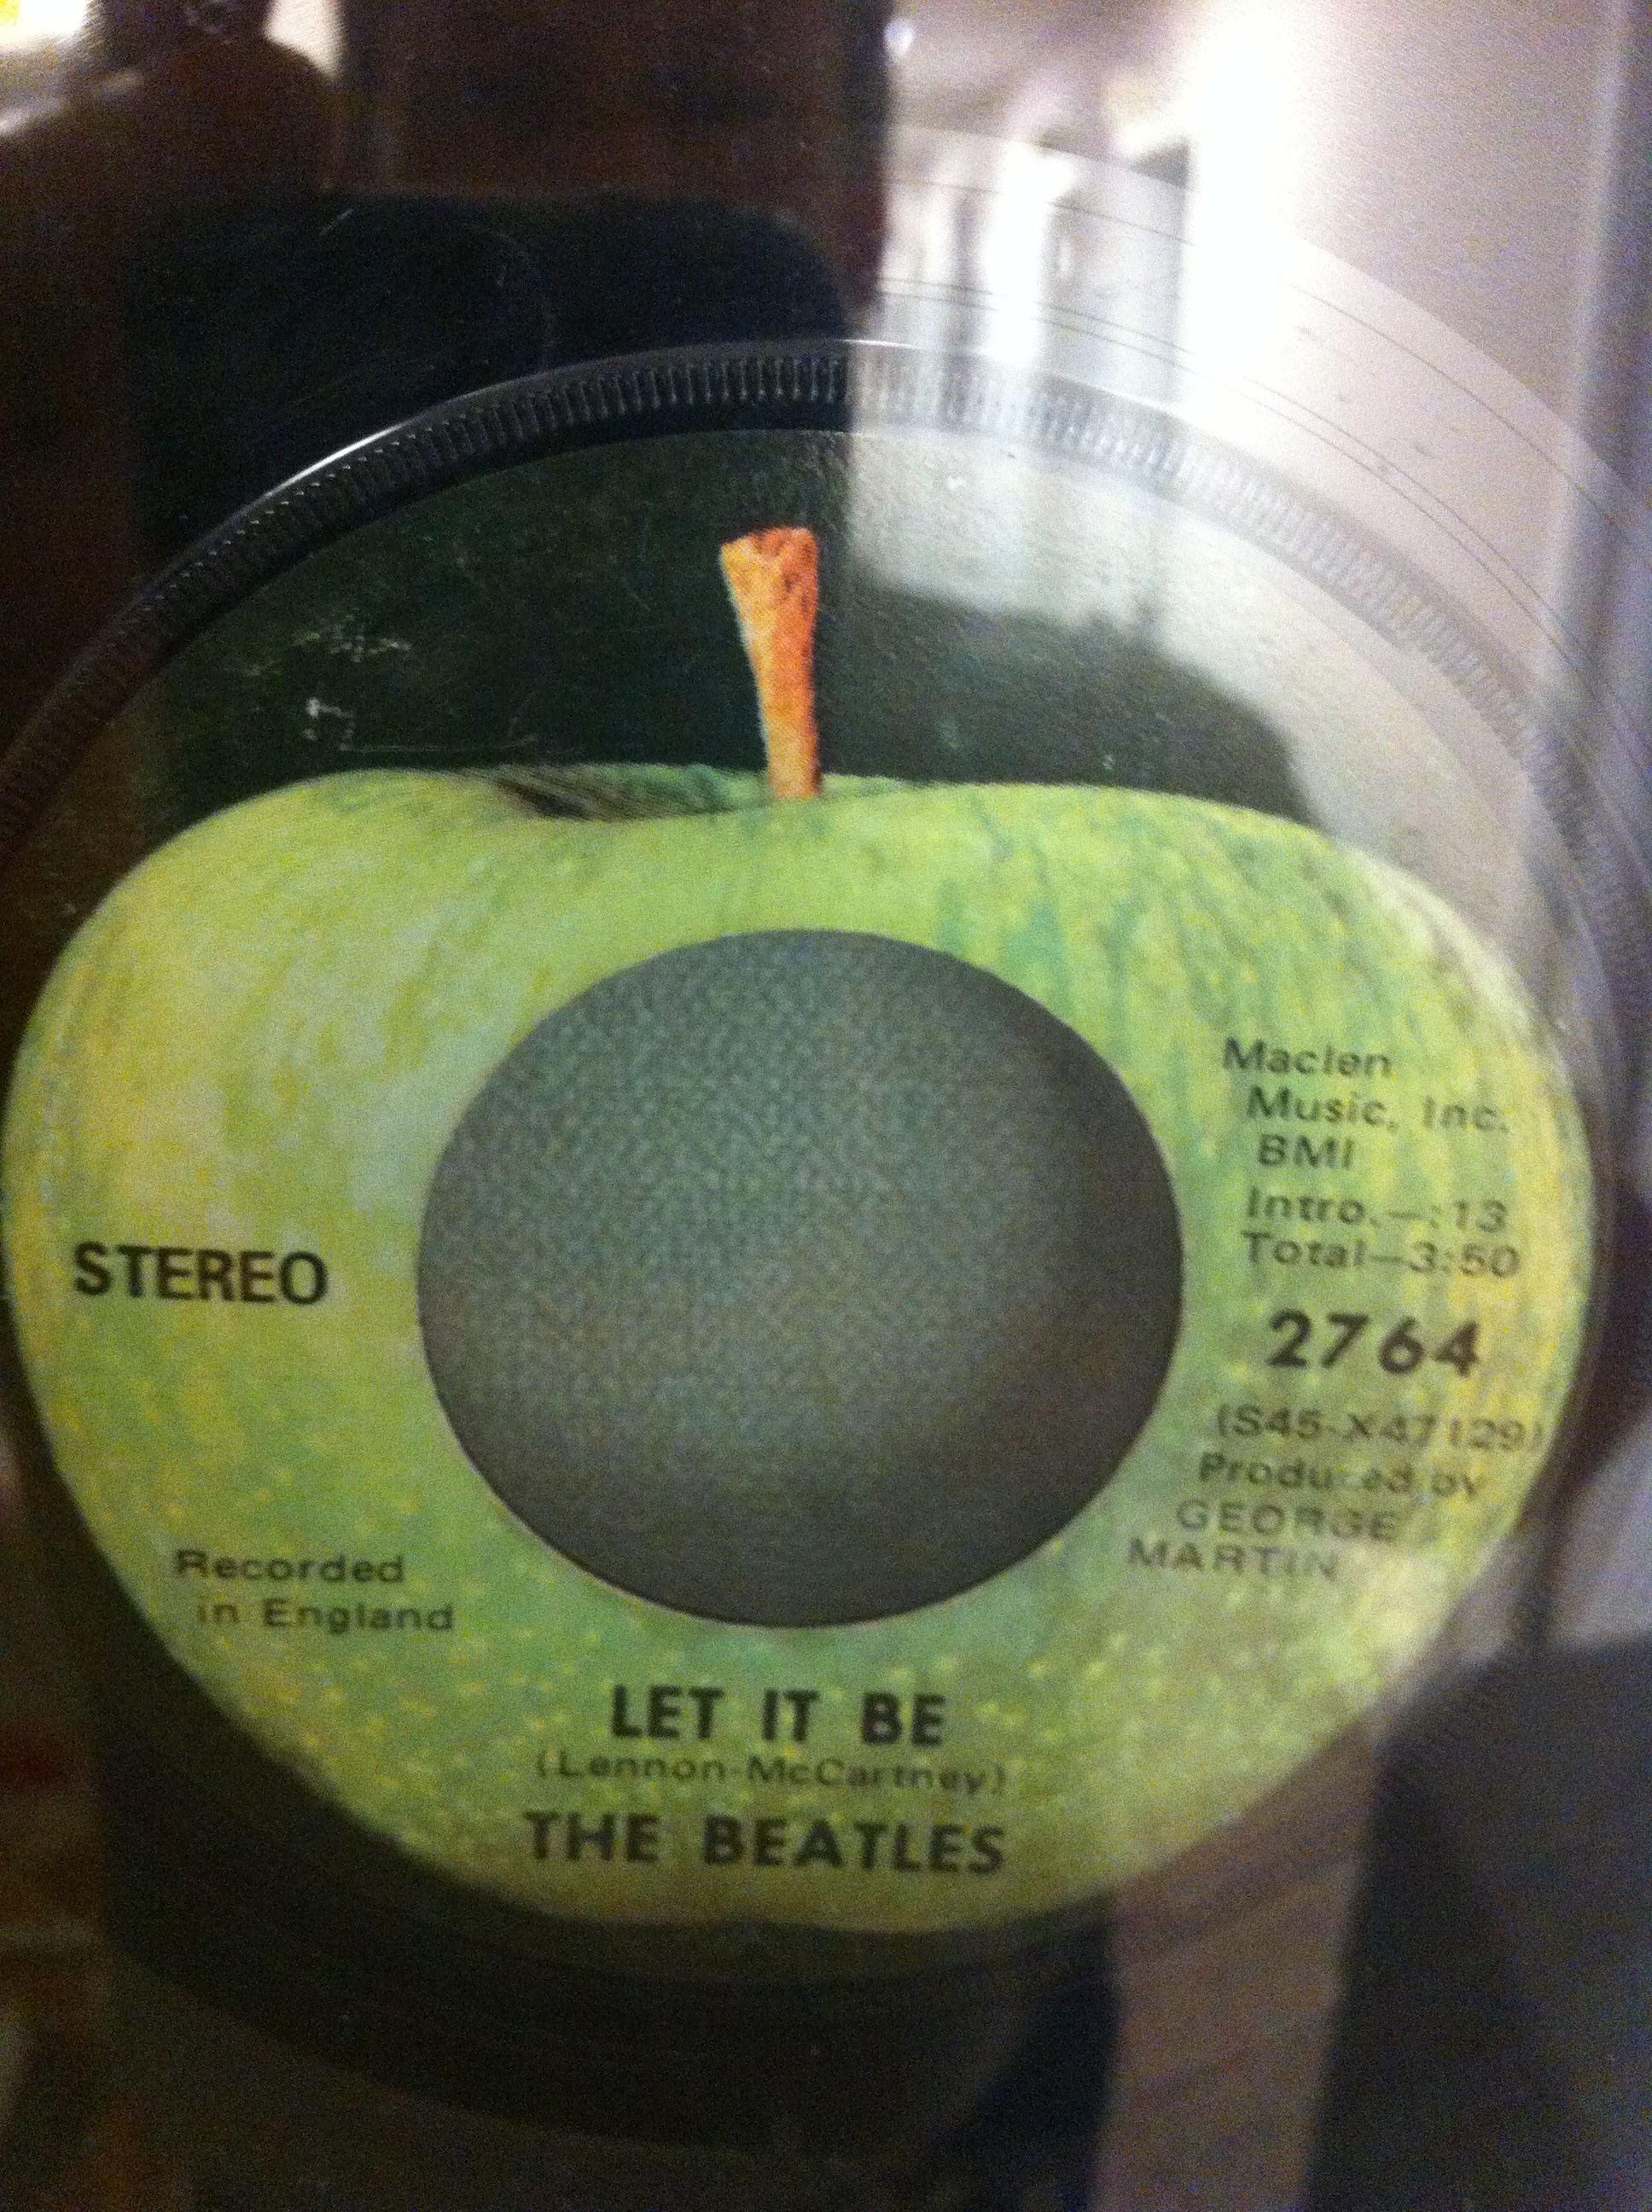 Maclen
Music, Inc.
BMI
Intro.—:13
Total—3:50
STEREO
2764
(S45-X47129)
Produced by
GEORGE
MARTIN
Recorded
in England
LET IT BE
(Lennon-McCartney)
THE BEATLES